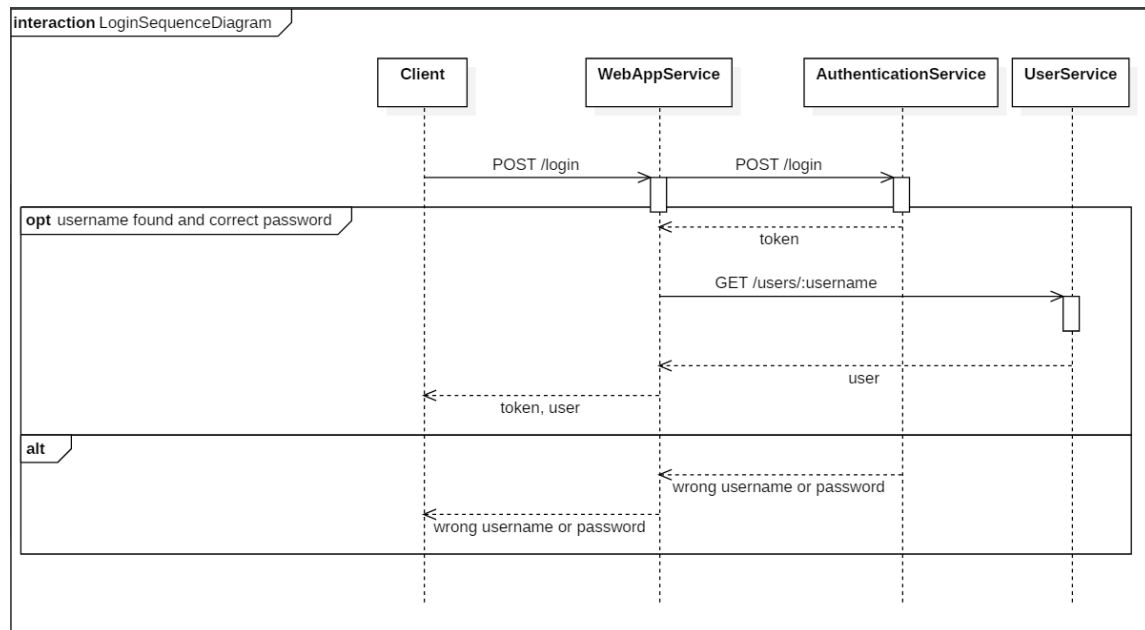 interaction LoginSequenceDiagram
Client
WebAppService
AuthenticationService
UserService
POST /login
POST /login
opt username found and correct password
token
GET /users/:username
user
token, user
alt
wrong username or password
wrong username or password